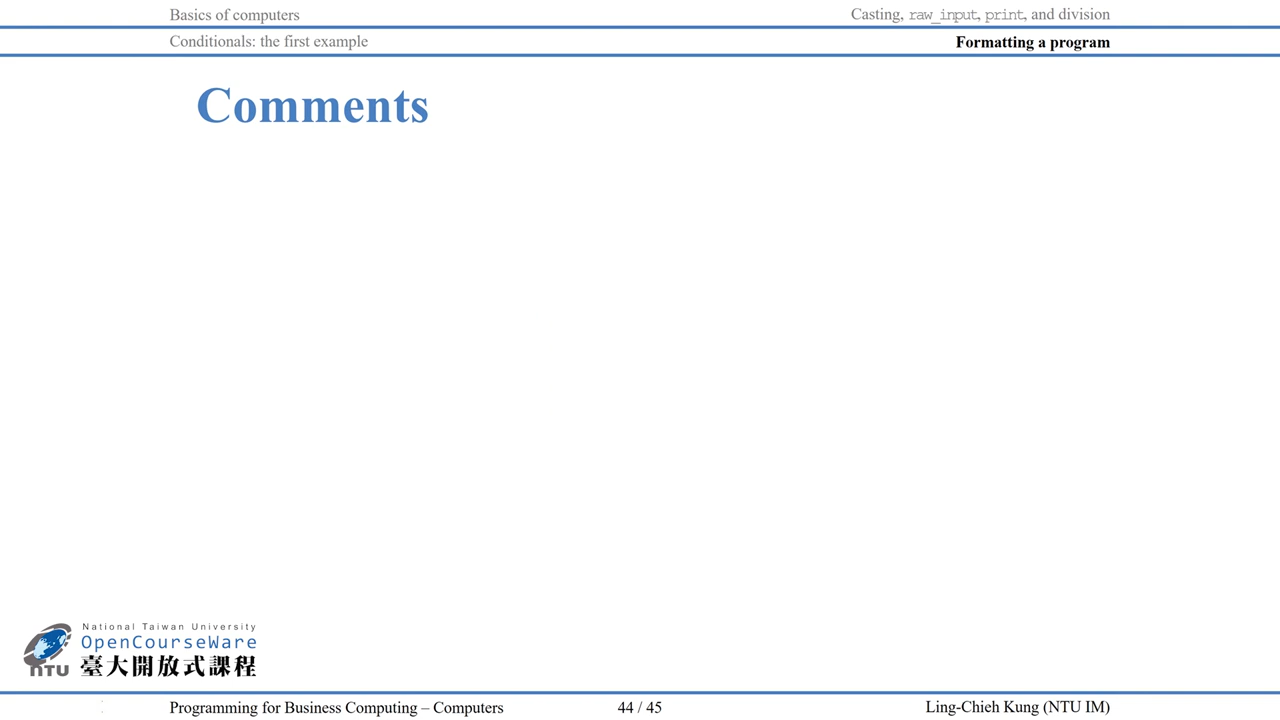 Basics of computers
Casting, raw_input, print, and division
Conditionals: the first example
Formatting a program
Comments
National Taiwan University
OpenCourseWare
NTU 臺大開放式課程
Programming for Business Computing – Computers
44 / 45
Ling-Chieh Kung (NTU IM)